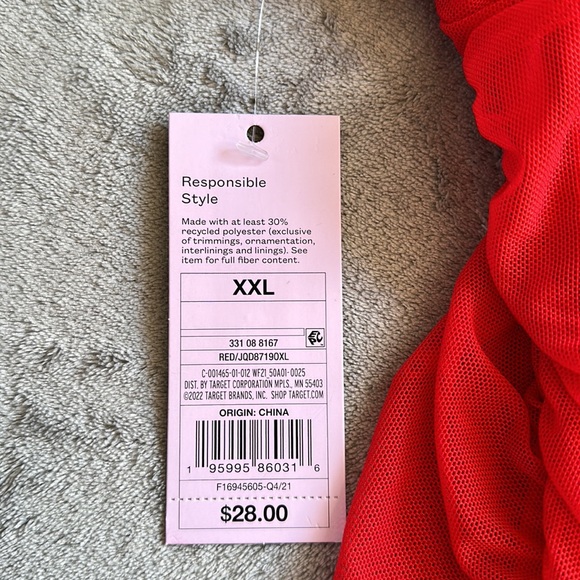 Responsible
Style
Made with at least 30%
recycled polyester (exclusive
of trimmings, ornamentation,
interlinings and linings). See
item for full fiber content.
XXL
331 08 8167
RED/JQD87190XL
C-001465-01-012 WF21_50A01-0025
DIST. BY TARGET CORPORATION MPLS., MN 55403
©2022 TARGET BRANDS, INC. SHOP TARGET.COM
ORIGIN: CHINA
1 95995 86031 6
F16945605-Q4/21
$28.00